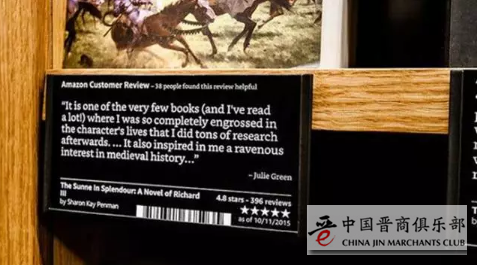 Amazon Customer Review – 38 people found this review helpful
“It is one of the very few books (and I've read
a lot!) where I was so completely engrossed in
the character's lives that I did tons of research
afterwards. ... It also inspired in me a ravenous
interest in medieval history...”
– Julie Green
The Sunne in Splendour: A Novel of Richard
III
by Sharon Kay Penman
4.8 stars - 396 reviews
★★★★★
as of 10/11/2015
中国晋商俱乐部
CHINA JIN MARCHANTS CLUB